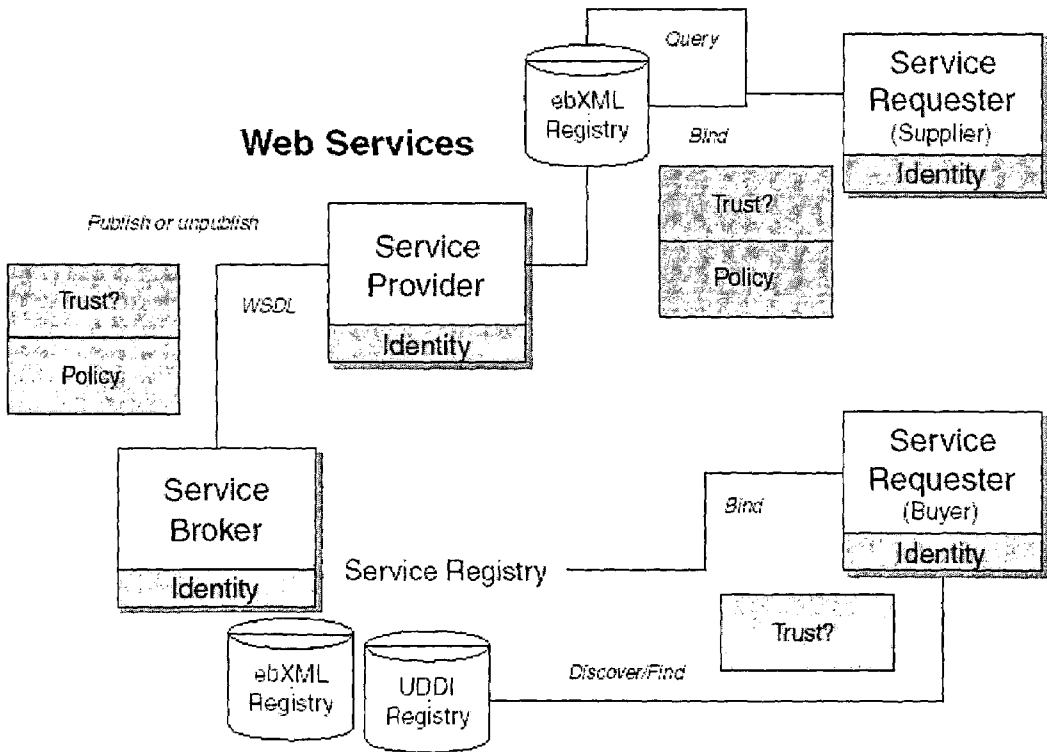 Query
Service
Requester
(Supplier)
Identity
ebXML
Registry
Web Services
Bind
Trust?
Policy
Publish or unpublish
Service
Provider
Identity
Trust?
Policy
WSDL
Service
Broker
Identity
Service Registry
Bind
Service
Requester
(Buyer)
Identity
Trust?
ebXML
Registry
UDDI
Registry
Discover/Find